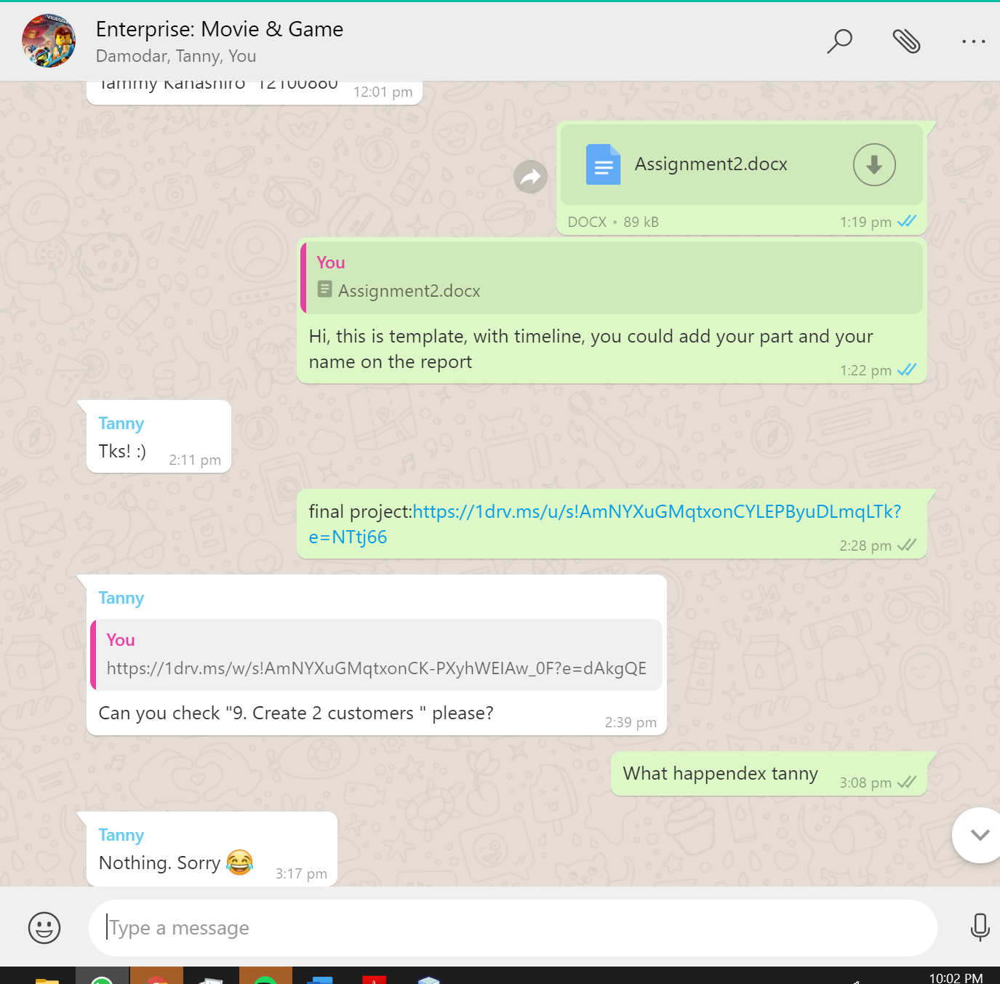 Enterprise: Movie & Game
Damodar, Tanny, You
Tammy Kanashiro 12100880
12:01 pm
Assignment2.docx
DOCX • 89 kB
1:19 pm
You
Assignment2.docx
Hi, this is template, with timeline, you could add your part and your
name on the report
1:22 pm
Tanny
Tks! :)
2:11 pm
final project:https://1drv.ms/u/s!AmNYXuGMqtxonCYLEPByuDLmqLTk?
e=NTtj66
2:28 pm
Tanny
You
https://1drv.ms/w/s!AmNYXuGMqtxonCK-PXyhWEIAw_0F?e=dAkgQE
Can you check "9. Create 2 customers " please?
2:39 pm
What happendex tanny
3:08 pm
Tanny
Nothing. Sorry 😂
3:17 pm
Type a message
10:02 PM